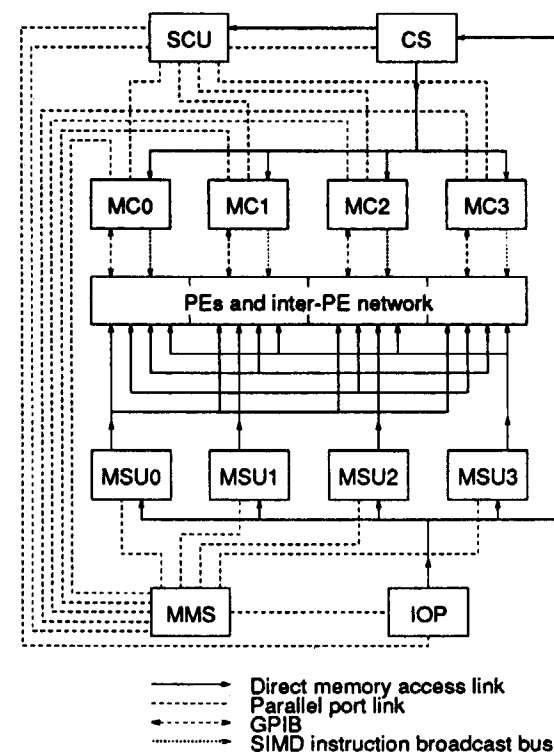 SCU
CS
MC0
MC1
MC2
MC3
PEs and inter-PE network
MSU0
MSU1
MSU2
MSU3
MMS
IOP
Direct memory access link
Parallel port link
GPIB
SIMD instruction broadcast bus